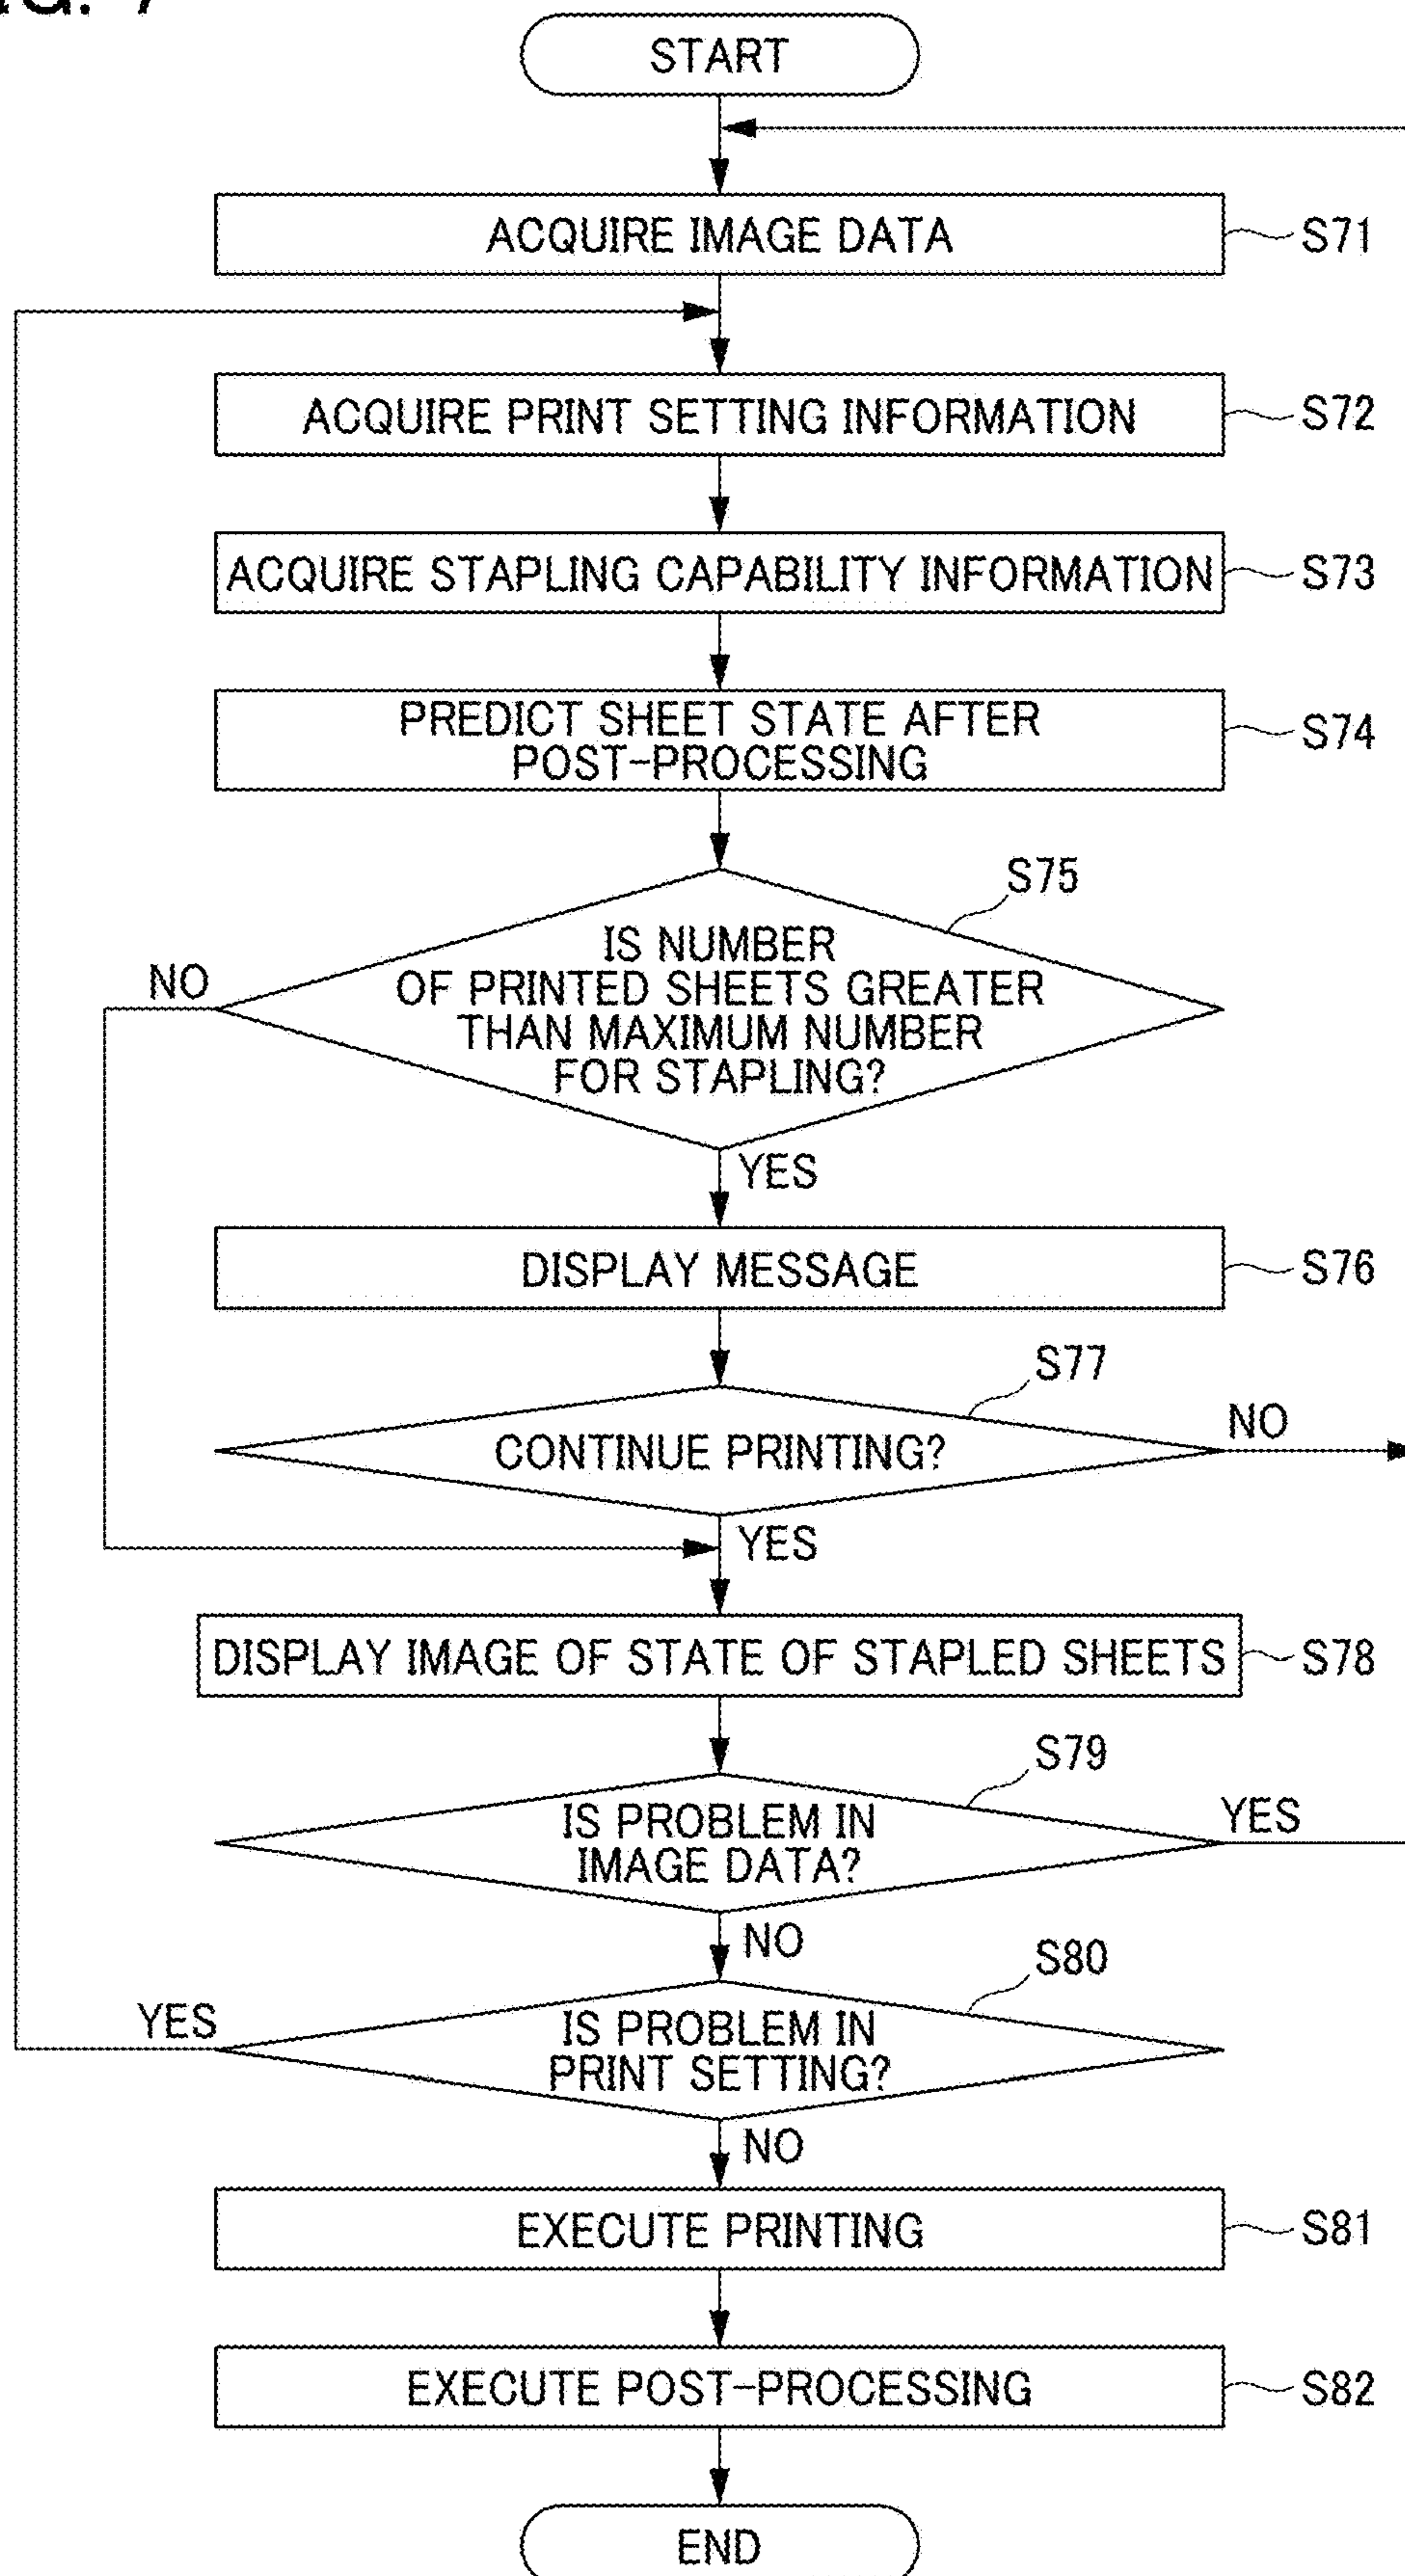 START
ACQUIRE IMAGE DATA
S71
ACQUIRE PRINT SETTING INFORMATION
S72
ACQUIRE STAPLING CAPABILITY INFORMATION
S73
PREDICT SHEET STATE AFTER
POST-PROCESSING
S74
S75
IS NUMBER
OF PRINTED SHEETS GREATER
THAN MAXIMUM NUMBER
FOR STAPLING?
NO
YES
DISPLAY MESSAGE
S76
S77
CONTINUE PRINTING?
NO
YES
DISPLAY IMAGE OF STATE OF STAPLED SHEETS
S78
S79
IS PROBLEM IN
IMAGE DATA?
YES
NO
S80
IS PROBLEM IN
PRINT SETTING?
YES
NO
EXECUTE PRINTING
S81
EXECUTE POST-PROCESSING
S82
END